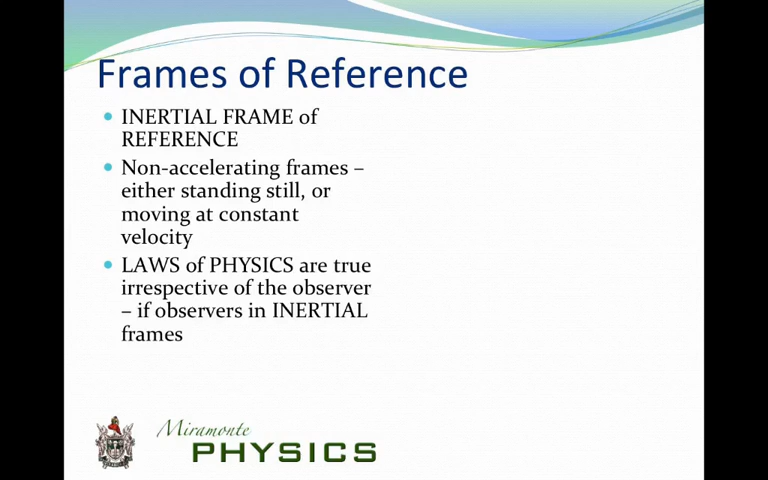 Frames of Reference
INERTIAL FRAME of
REFERENCE
Non-accelerating frames –
either standing still, or
moving at constant
velocity
LAWS of PHYSICS are true
irrespective of the observer
– if observers in INERTIAL
frames
Miramonte
PHYSICS